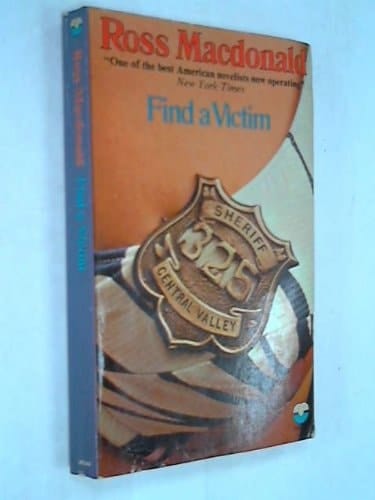 Ross Macdonald
"One of the best American novelists now operating"
New York Times
Find a Victim
SHERIFF
325
CENTRAL VALLEY
Ross Macdonald Find a Victim